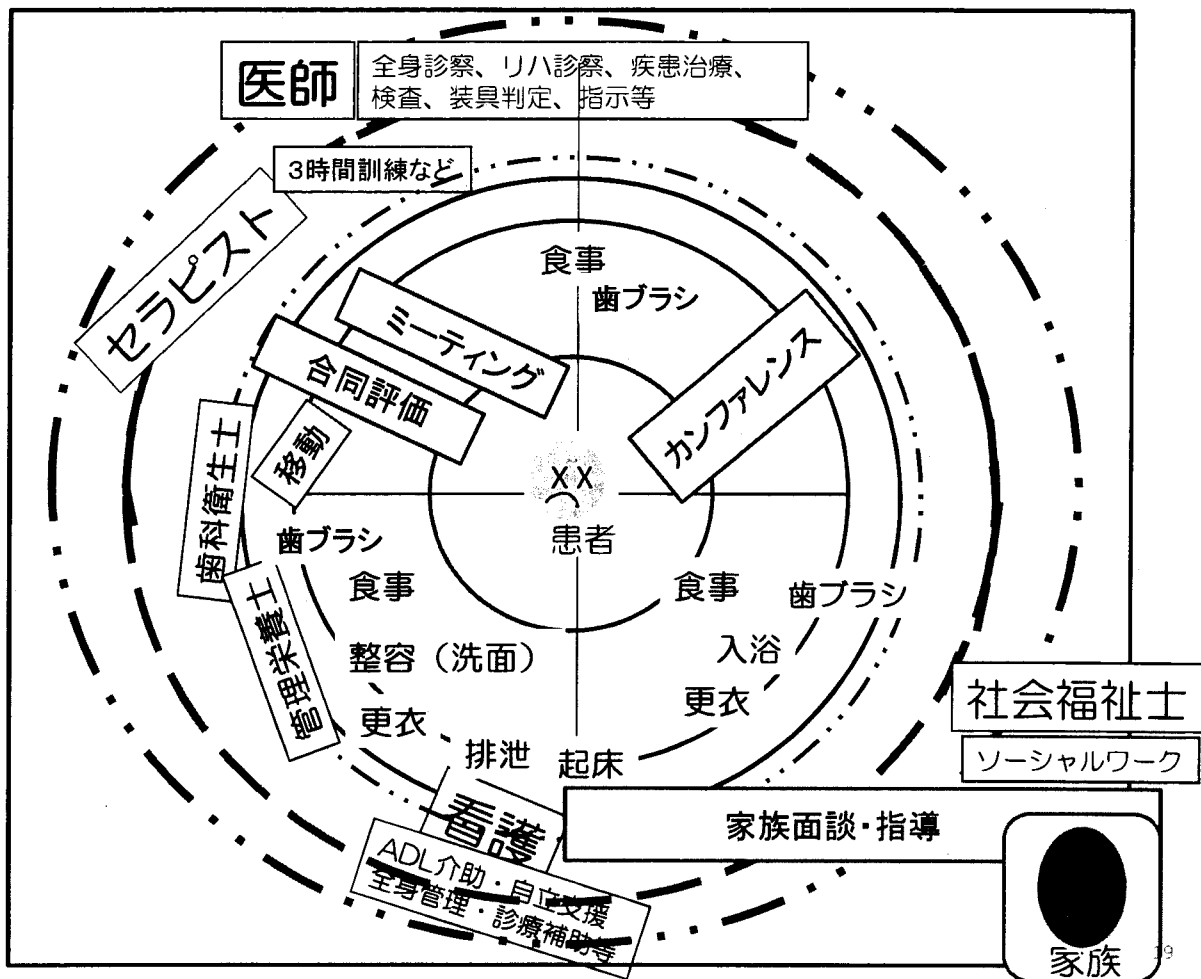 医師
全身診察、リハ診察、疾患治療、
検査、装具判定、指示等
3時間訓練など
セラピスト
食事
歯ブラシ
ミーティング
カンファレンス
合同評価
移動
歯科衛生士
XX
患者
歯ブラシ
食事
食事
歯ブラシ
管理栄養士
整容（洗面）
入浴
更衣
更衣
社会福祉士
ソーシャルワーク
排泄
起床
看護
家族面談・指導
ADL介助・自立支援
全身管理・診療補助等
家族
19